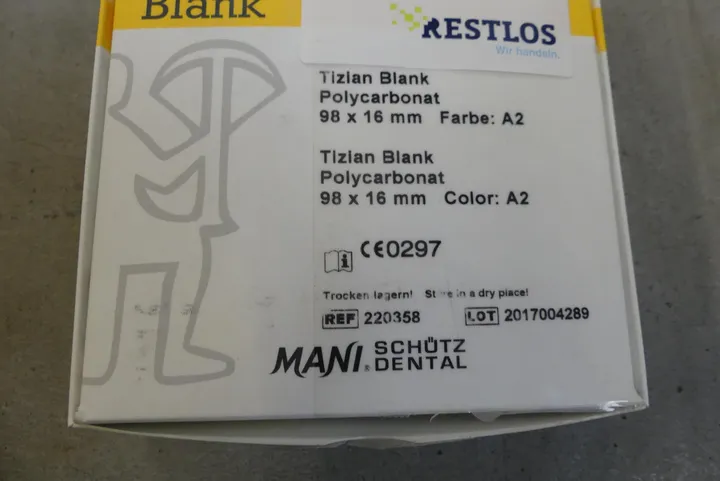 Blank
RESTLOS
Wir handeln.
Tizian Blank
Polycarbonat
98 x 16 mm Farbe: A2
Tizian Blank
Polycarbonat
98 x 16 mm Color: A2
i CE0297
Trocken lagern! Store in a dry place!
REF 220358 LOT 2017004289
MANI® SCHÜTZ
DENTAL